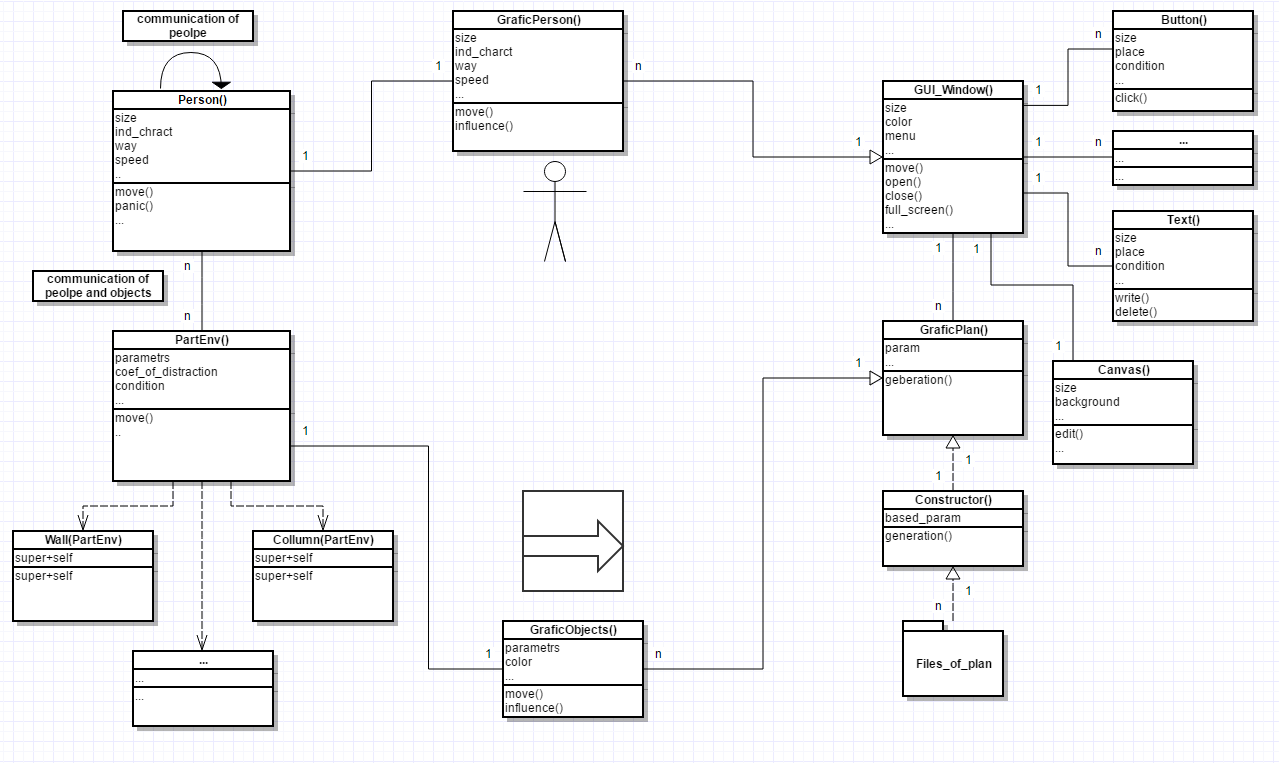 communication of
peolpe
Person()
size
ind_chract
way
speed
..
move()
panic()
...
1
n
communication of
peolpe and objects
n
PartEnv()
parametrs
coef_of_distraction
condition
...
move()
..
1
Wall(PartEnv)
super+self
super+self
Collumn(PartEnv)
super+self
super+self
...
...
...
GraficPerson()
size
ind_charct
way
speed
...
move()
influence()
1
n
1
GraficObjects()
parametrs
color
...
move()
influence()
1
n
1
GUI_Window()
size
color
menu
...
move()
open()
close()
full_screen()
...
1
n
1
n
1
n
Button()
size
place
condition
...
click()
...
...
...
Text()
size
place
condition
...
write()
delete()
1
1
n
1
GraficPlan()
param
...
geberation()
Canvas()
size
background
...
edit()
...
1
1
Constructor()
based_param
generation()
1
n
Files_of_plan